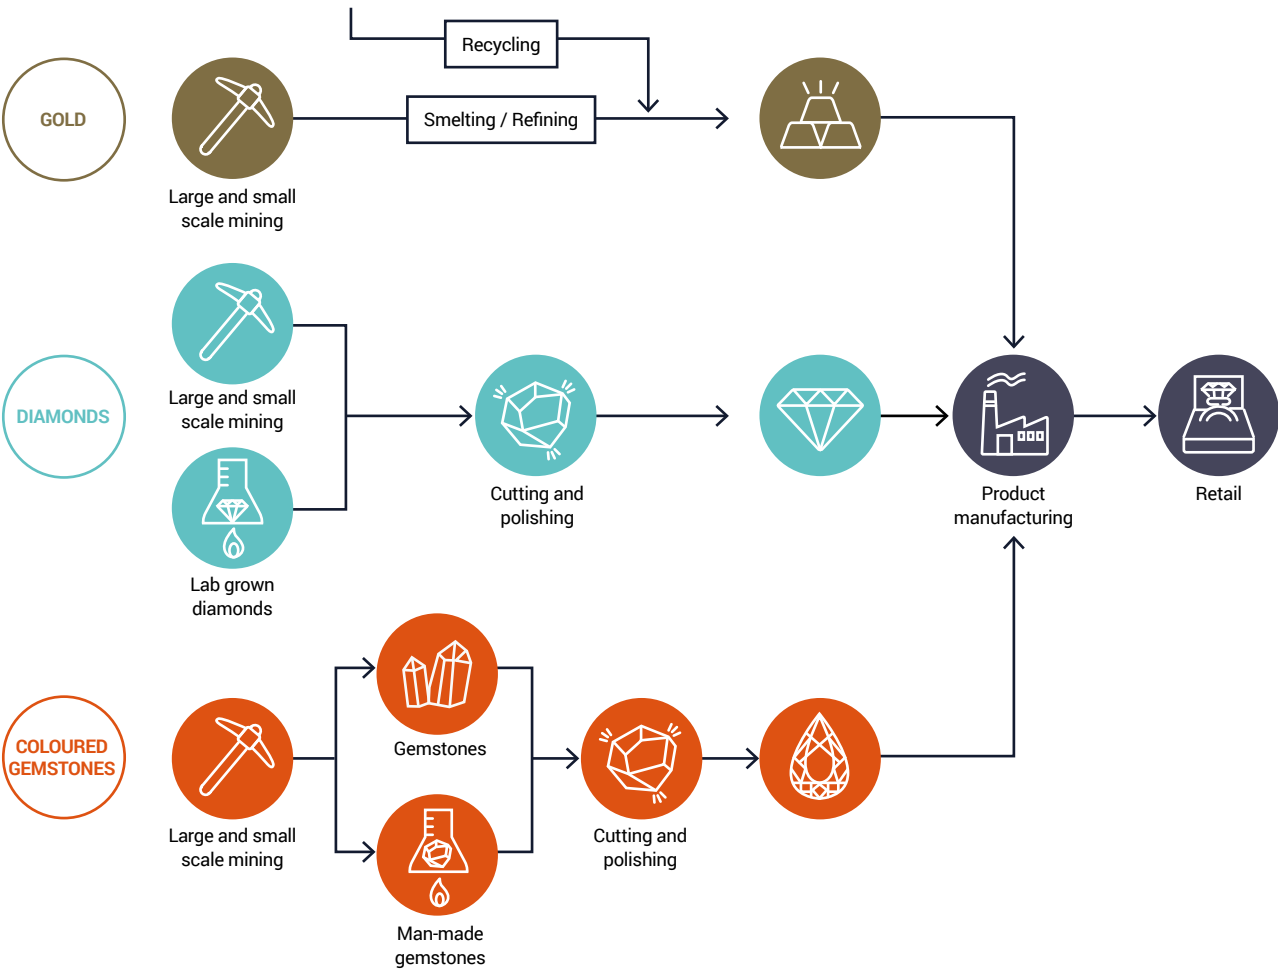 Recycling
GOLD
Smelting / Refining
Large and small
scale mining
DIAMONDS
Large and small
scale mining
Cutting and
polishing
Product
manufacturing
Retail
Lab grown
diamonds
COLOURED
GEMSTONES
Gemstones
Large and small
scale mining
Cutting and
polishing
Man-made
gemstones